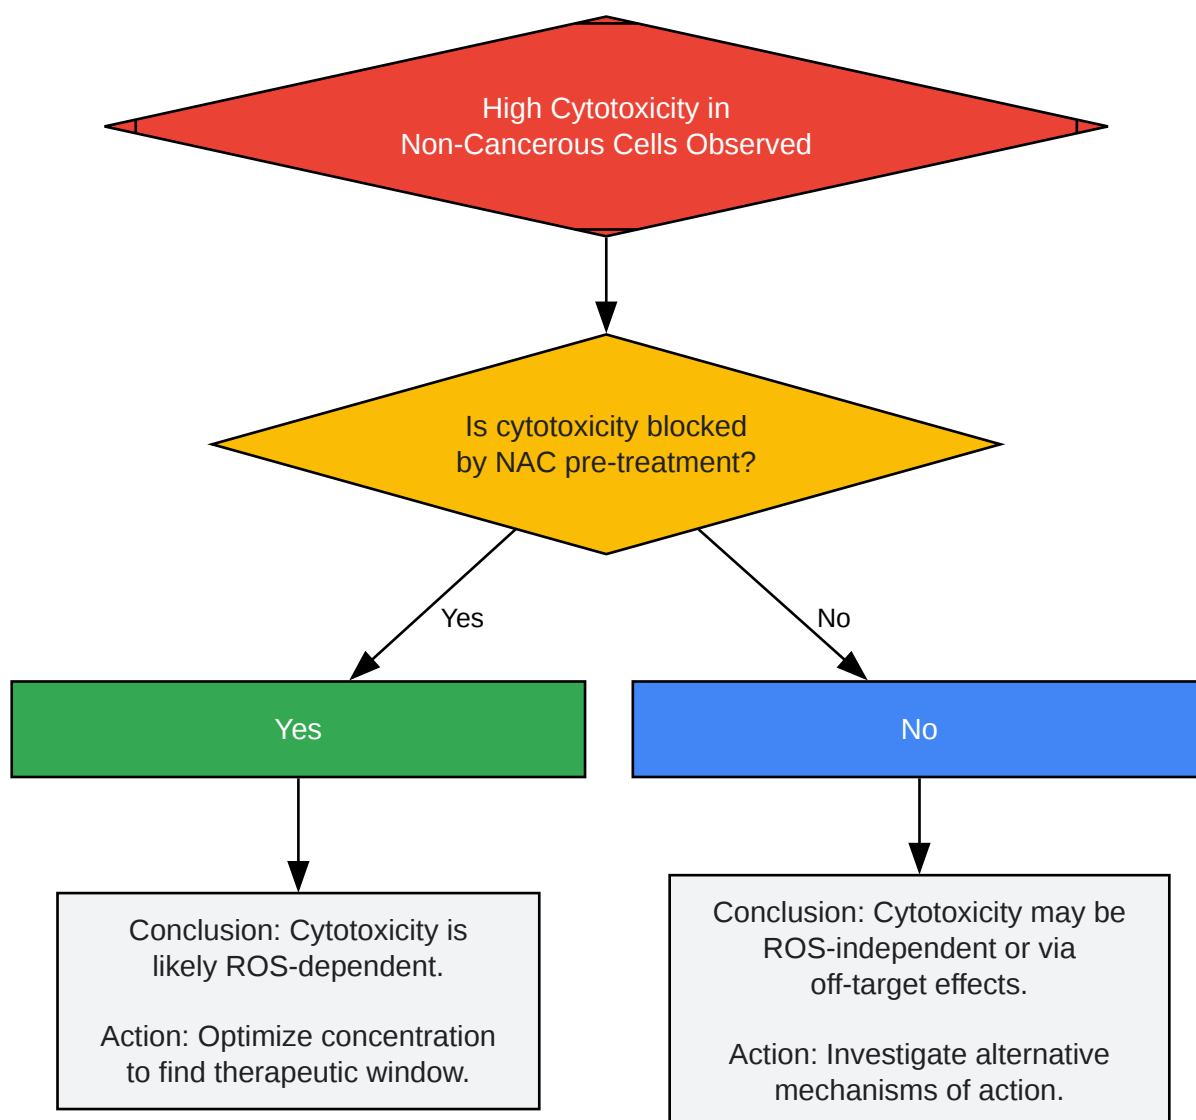 High Cytotoxicity in
Non-Cancerous Cells Observed
Is cytotoxicity blocked
by NAC pre-treatment?
Yes
No
Yes
No
Conclusion: Cytotoxicity is
likely ROS-dependent.
Action: Optimize concentration
to find therapeutic window.
Conclusion: Cytotoxicity may be
ROS-independent or via
off-target effects.
Action: Investigate alternative
mechanisms of action.